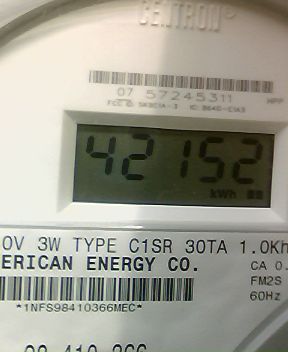 CENTRON®
07 57245311
42152
kWh
0V 3W TYPE C1SR 30TA 1.0Kh
ERICAN ENERGY CO.
CA 0.
FM2S
60Hz
*1NFS98410366MEC*